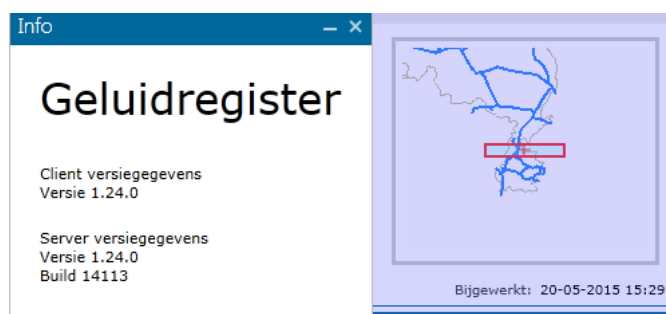 Info
Geluidregister
Client versiegegevens
Versie 1.24.0
Server versiegegevens
Versie 1.24.0
Build 14113
Bijgewerkt: 20-05-2015 15:29